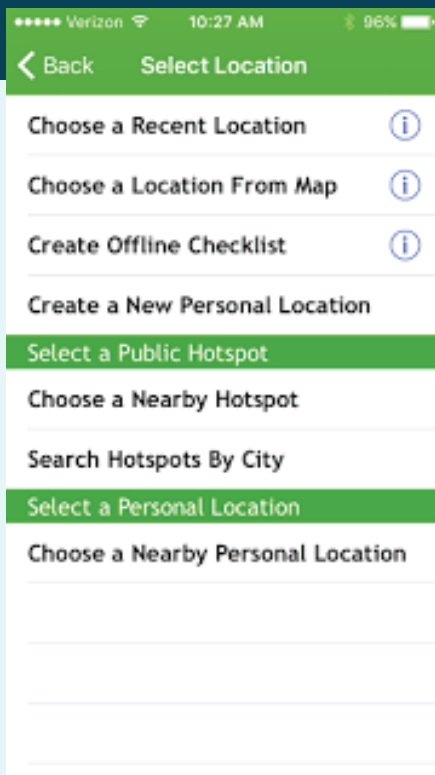 Verizon 10:27 AM 96%
Back Select Location
Choose a Recent Location
Choose a Location From Map
Create Offline Checklist
Create a New Personal Location
Select a Public Hotspot
Choose a Nearby Hotspot
Search Hotspots By City
Select a Personal Location
Choose a Nearby Personal Location